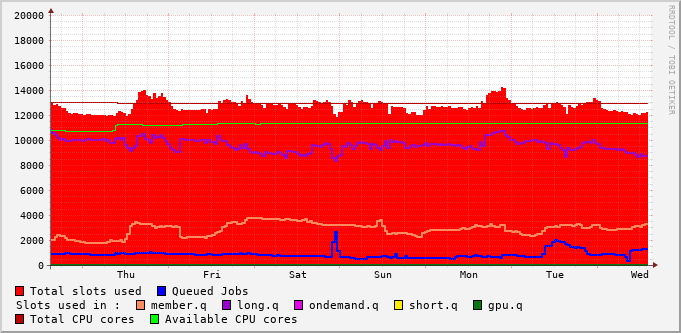 RRDTOOL / TOBI OETIKER
20000
18000
16000
14000
12000
10000
8000
6000
4000
2000
0
Thu Fri Sat Sun Mon Tue Wed
Total slots used Queued Jobs
Slots used in : member.q long.q ondemand.q short.q gpu.q
Total CPU cores Available CPU cores